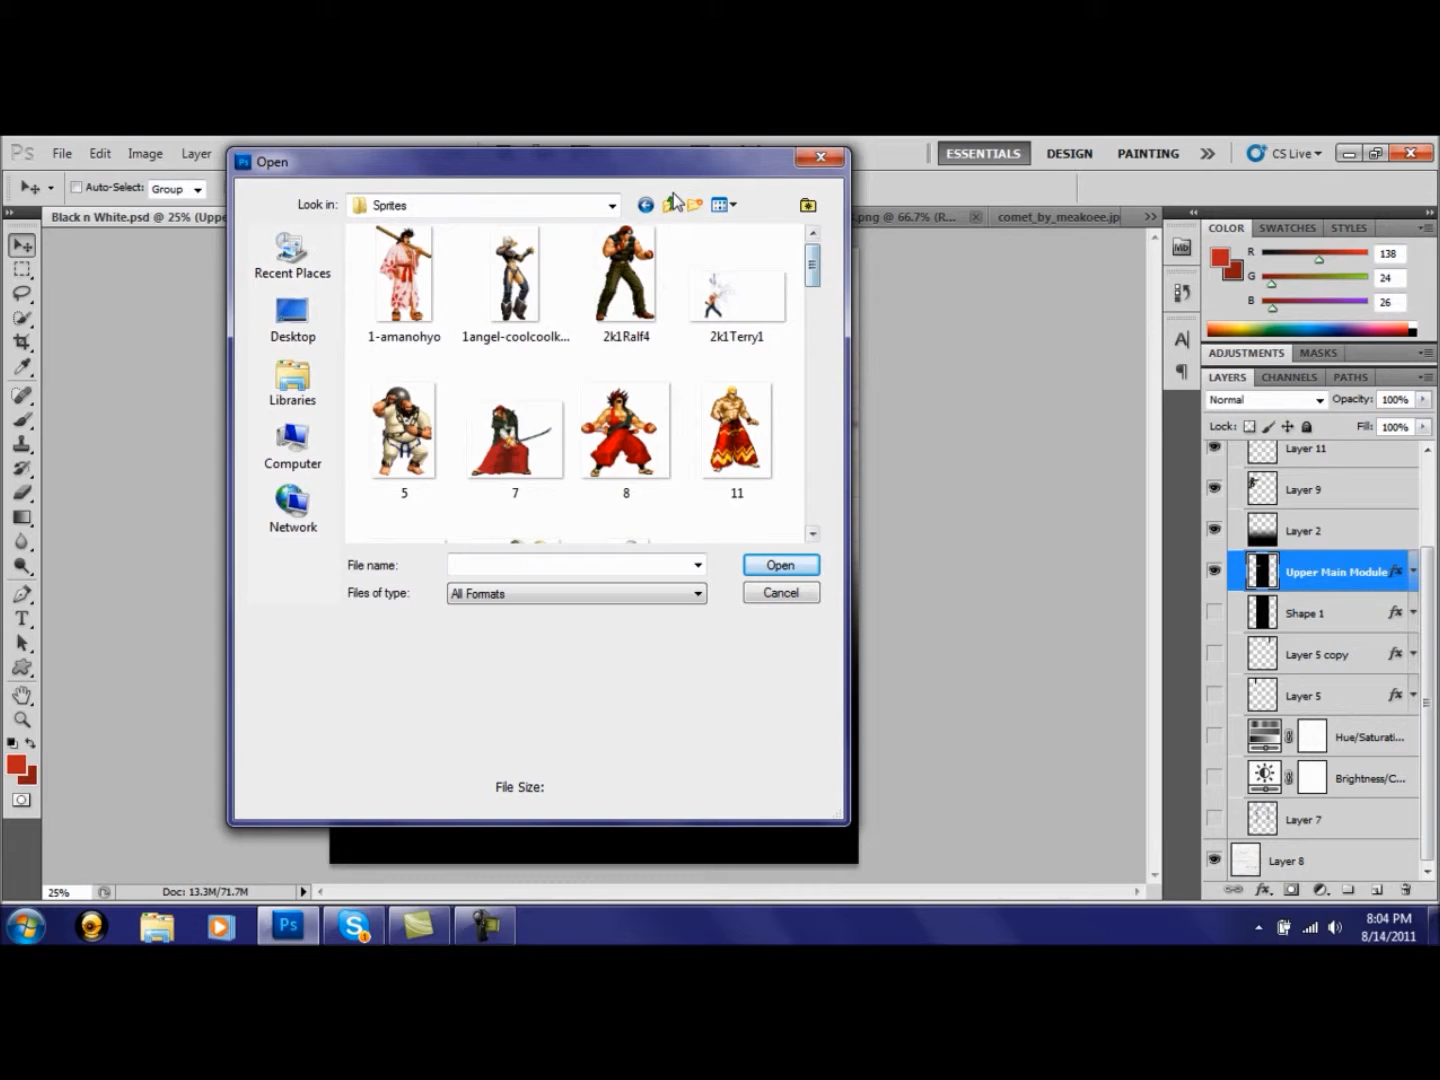 Ps File Edit Image Layer
ESSENTIALS DESIGN PAINTING CS Live
Auto-Select: Group
Black n White.psd @ 25% (Uppe
s.png @ 66.7% (R...
comet_by_meakoee.jp
Open
Look in: Sprites
Recent Places
Desktop
Libraries
Computer
Network
1-amanohyo
1angel-coolcoolk...
2k1Ralf4
2k1Terry1
5
7
8
11
File name:
Open
Files of type: All Formats
Cancel
File Size:
COLOR SWATCHES STYLES
R 138
G 24
B 26
ADJUSTMENTS MASKS
LAYERS CHANNELS PATHS
Normal Opacity: 100%
Lock: Fill: 100%
Layer 11
Layer 9
Layer 2
Upper Main Module fx
Shape 1 fx
Layer 5 copy fx
Layer 5 fx
Hue/Saturati...
Brightness/C...
Layer 7
Layer 8
Mb
25%
Doc: 13.3M/71.7M
8:04 PM
8/14/2011